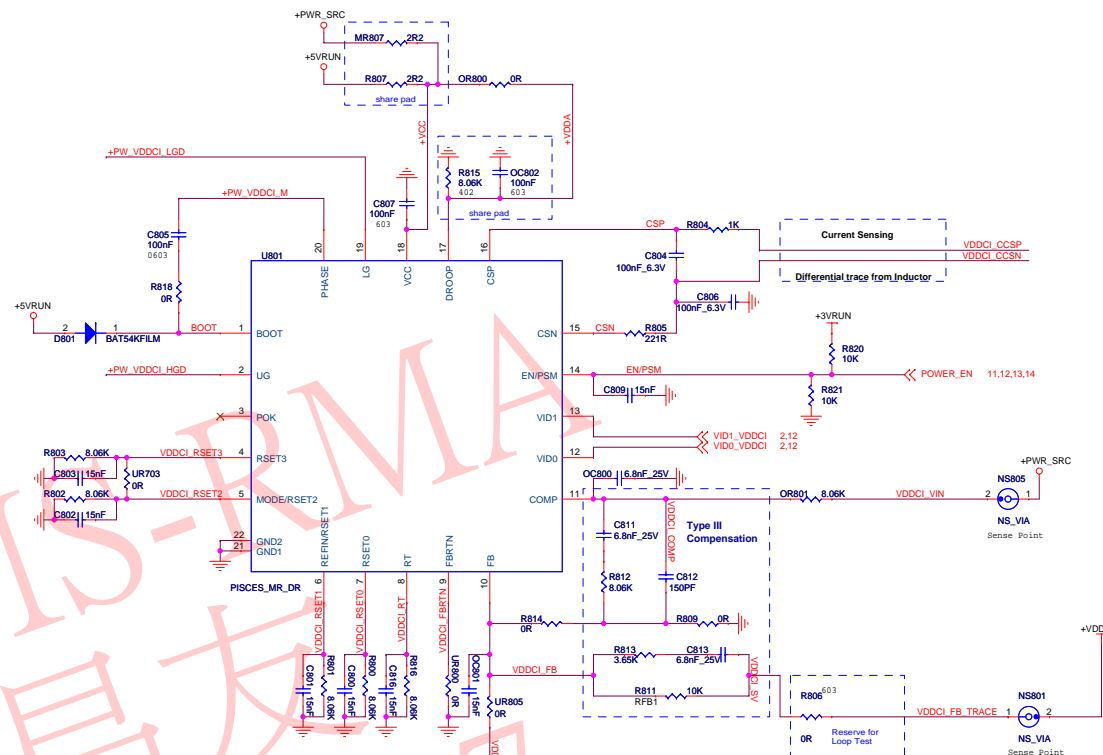 +PWR_SRC
MR807 2R2
+5VRUN
R807 2R2 OR800 0R
share pad
+VCC
+VDDA
+PW_VDDCI_LGD
R815
8.06K
402
OC802
100nF
603
share pad
+PW_VDDCI_M
C807
100nF
603
C805
100nF
0603
R818
0R
20 19 18 17 16
U801
PHASE LG VCC DROOP CSP
CSP R804 1K
Current Sensing
VDDCI_CCSP
VDDCI_CCSN
Differential trace from Inductor
C804
100nF_6.3V
C806
100nF_6.3V
+5VRUN
2 1
D801 BAT54KFILM
BOOT 1 BOOT
CSN 15 CSN R805
221R
+3VRUN
R820
10K
+PW_VDDCI_HGD 2 UG
EN/PSM 14 EN/PSM
POWER_EN 11,12,13,14
C809 15nF
R821
10K
3 POK
VID1 13
VID1_VDDCI 2,12
VID0_VDDCI 2,12
VID0 12
R803 8.06K VDDCI_RSET3 4 RSET3
C803 15nF
UR703
0R
R802 8.06K VDDCI_RSET2 5 MODE/RSET2
C802 15nF
OC800 6.8nF_25V
COMP 11
OR801 8.06K VDDCI_VIN
+PWR_SRC
NS805
2 1
NS_VIA
Sense Point
22 GND2
21 GND1
REFIN/RSET1 RSET0 RT FBRTN FB
PISCES_MR_DR
6 7 8 9 10
C811
6.8nF_25V
VDDCI_COMP
Type III
Compensation
R812
8.06K
C812
150PF
VDDCI_RSET1
VDDCI_RSET0
VDDCI_RT
VDDCI_FBRTN
R814
0R
R809 0R
C801 15nF
R801 8.06K
C800 15nF
R800 8.06K
C816 15nF
R816 8.06K
UR800 0R
OC801 15nF
VDDCI_FB
R813
3.65K
C813
6.8nF_25V
R811 10K
RFB1
VDDCI_SV
UR805
0R
R806 603
0R
Reserve for
Loop Test
VDDCI_FB_TRACE
NS801
1 2
NS_VIA
Sense Point
+VDD
IS-RMA